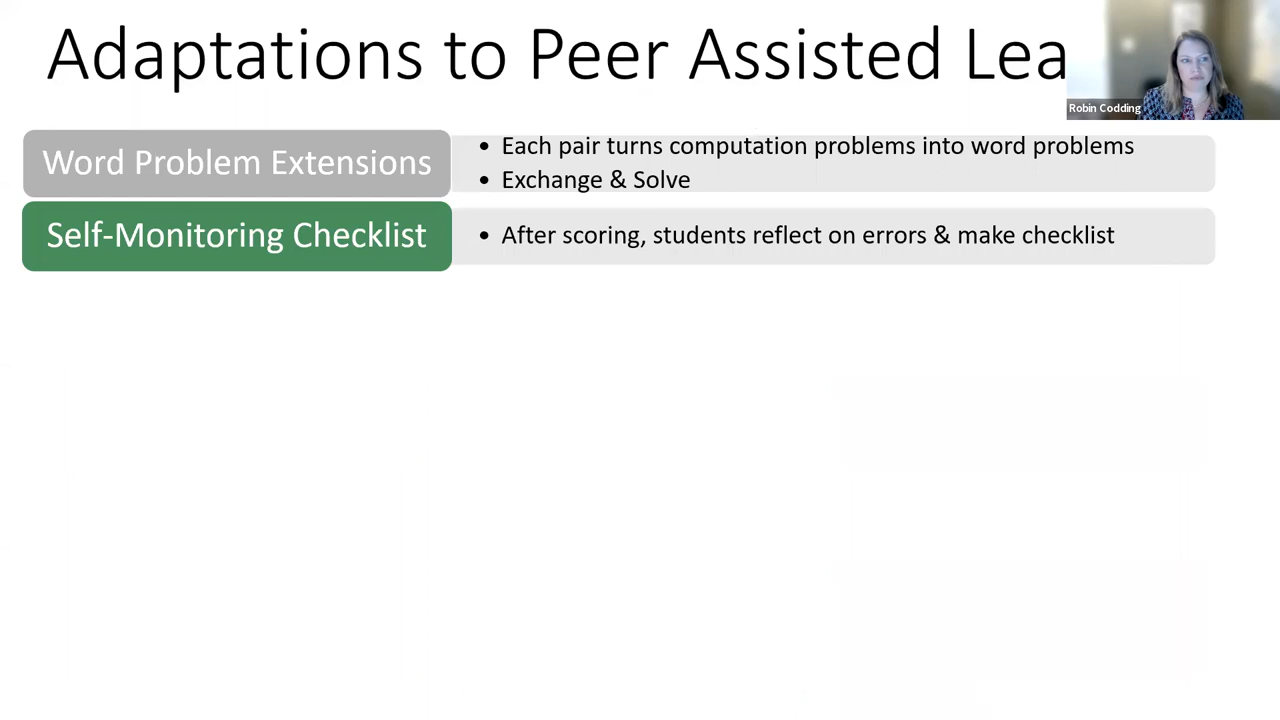 Adaptations to Peer Assisted Lea
Robin Codding
Word Problem Extensions
• Each pair turns computation problems into word problems
• Exchange & Solve
Self-Monitoring Checklist
• After scoring, students reflect on errors & make checklist